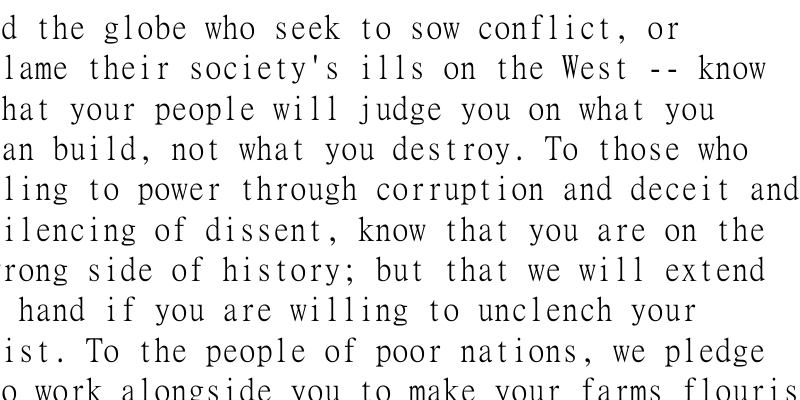 d the globe who seek to sow conflict, or
lame their society's ills on the West -- know
hat your people will judge you on what you
an build, not what you destroy. To those who
ling to power through corruption and deceit and
ilencing of dissent, know that you are on the
rong side of history; but that we will extend
hand if you are willing to unclench your
ist. To the people of poor nations, we pledge
o work alongside you to make your farms flouris